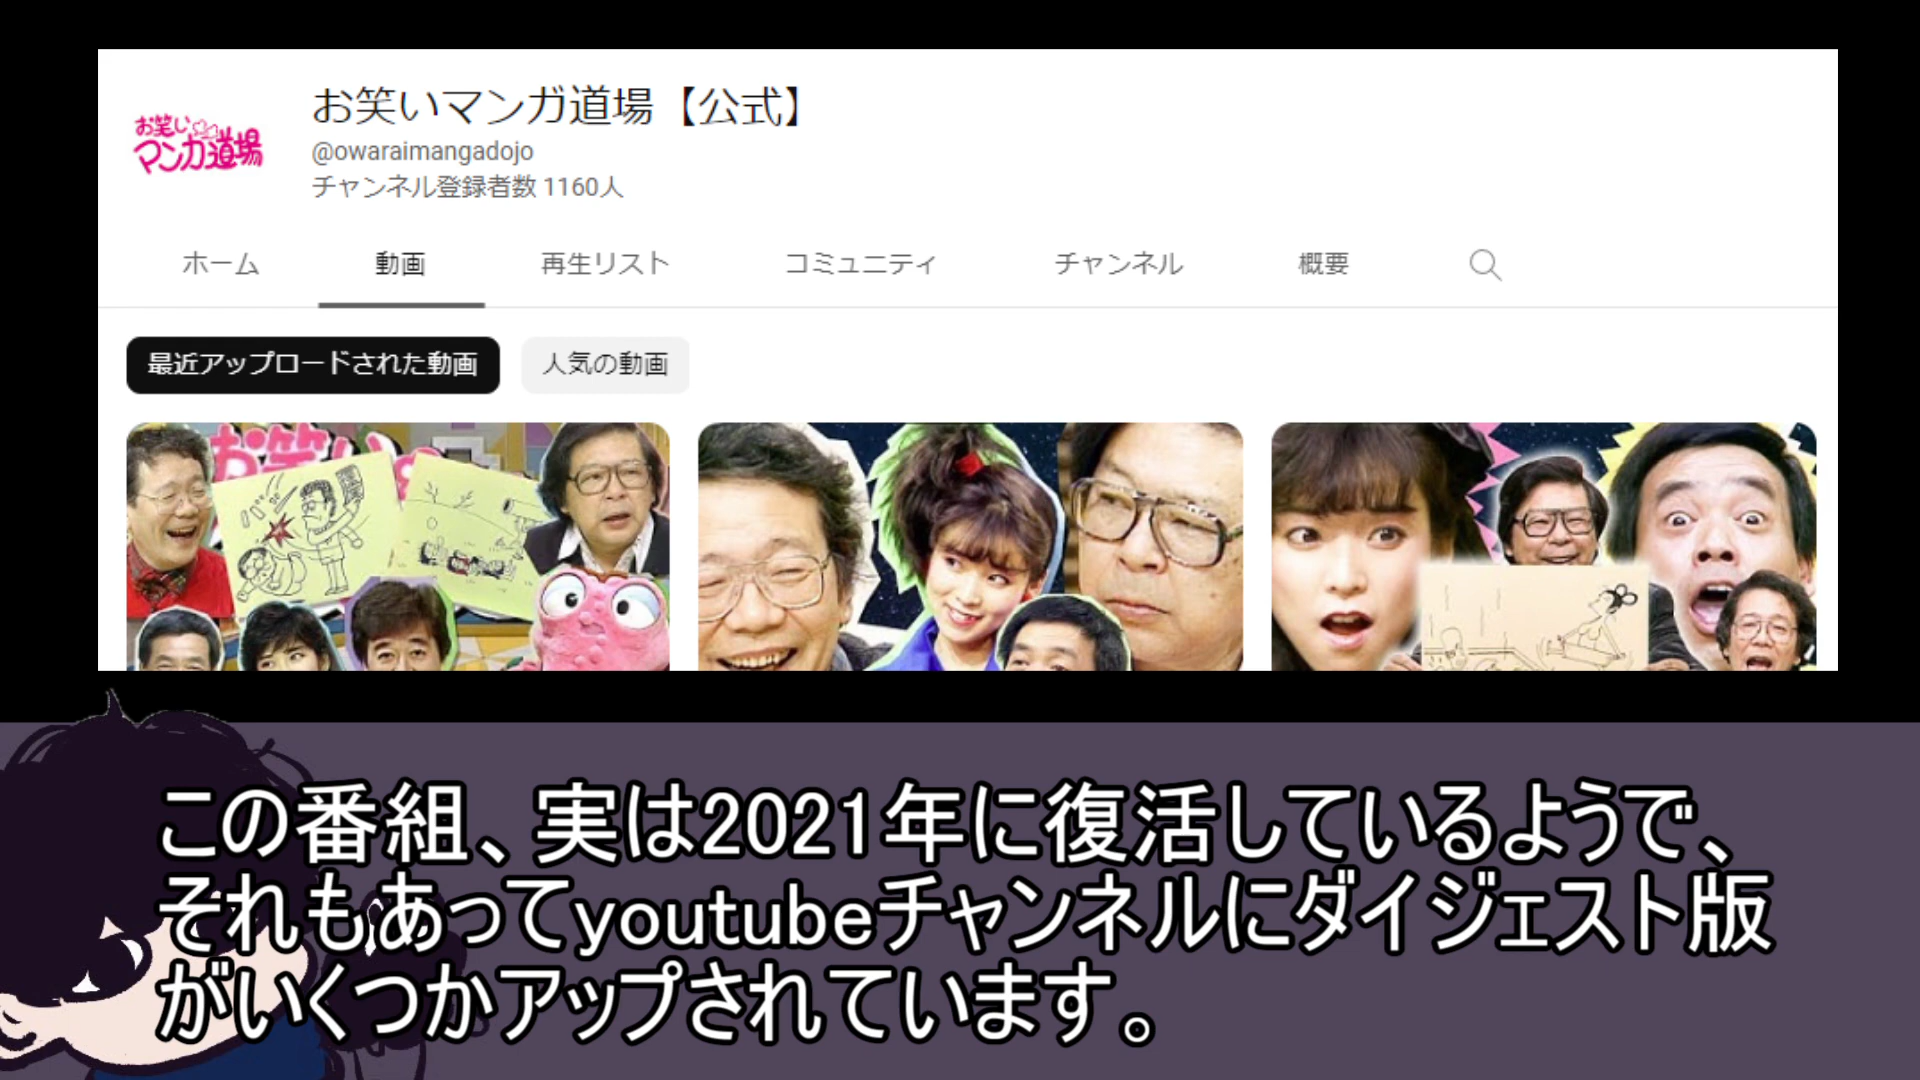 お笑い
マンガ道場
お笑いマンガ道場【公式】
@owaraimangadojo
チャンネル登録者数 1160人
ホーム 動画 再生リスト コミュニティ チャンネル 概要
最近アップロードされた動画 人気の動画
お笑い
この番組、実は2021年に復活しているようで、
それもあってyoutubeチャンネルにダイジェスト版
がいくつかアップされています。